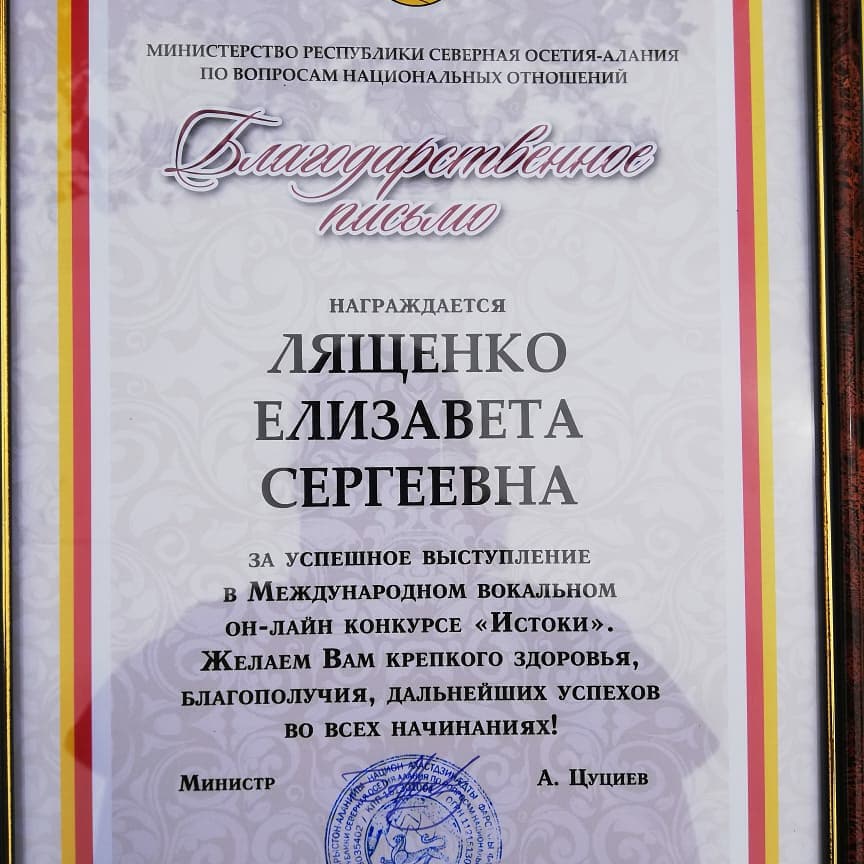 МИНИСТЕРСТВО РЕСПУБЛИКИ СЕВЕРНАЯ ОСЕТИЯ-АЛАНИЯ
ПО ВОПРОСАМ НАЦИОНАЛЬНЫХ ОТНОШЕНИЙ
Благодарственное
письмо
НАГРАЖДАЕТСЯ
ЛЯЩЕНКО
ЕЛИЗАВЕТА
СЕРГЕЕВНА
ЗА УСПЕШНОЕ ВЫСТУПЛЕНИЕ
В МЕЖДУНАРОДНОМ ВОКАЛЬНОМ
ОН-ЛАЙН КОНКУРСЕ «ИСТОКИ».
ЖЕЛАЕМ ВАМ КРЕПКОГО ЗДОРОВЬЯ,
БЛАГОПОЛУЧИЯ, ДАЛЬНЕЙШИХ УСПЕХОВ
ВО ВСЕХ НАЧИНАНИЯХ!
МИНИСТР А. ЦУЦИЕВ